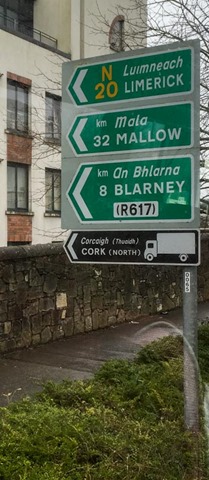 N Luimneach
20 LIMERICK
km Mala
32 MALLOW
km An Bhlarna
8 BLARNEY
(R617)
Corcaigh (Thuaidh)
CORK (NORTH)